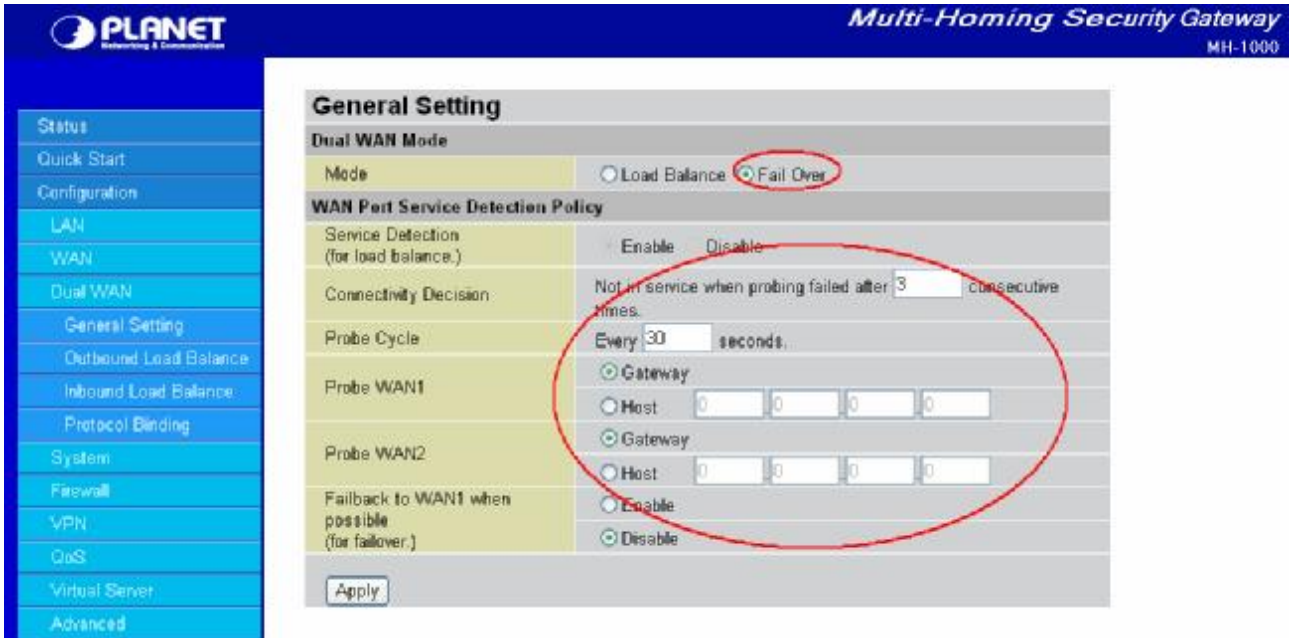 PLANET
Networking & Communication
Multi-Homing Security Gateway
MH-1000
Status
Quick Start
Configuration
LAN
WAN
Dual WAN
General Setting
Outbound Load Balance
Inbound Load Balance
Protocol Binding
System
Firewall
VPN
QoS
Virtual Server
Advanced
General Setting
Dual WAN Mode
Mode
Load Balance Fail Over
WAN Port Service Detection Policy
Service Detection
(for load balance.)
Enable Disable
Connectivity Decision
Not in service when probing failed after 3 consecutive
times.
Probe Cycle
Every 30 seconds.
Probe WAN1
Gateway
Host 0 . 0 . 0 . 0
Probe WAN2
Gateway
Host 0 . 0 . 0 . 0
Failback to WAN1 when
possible
(for failover.)
Enable
Disable
Apply